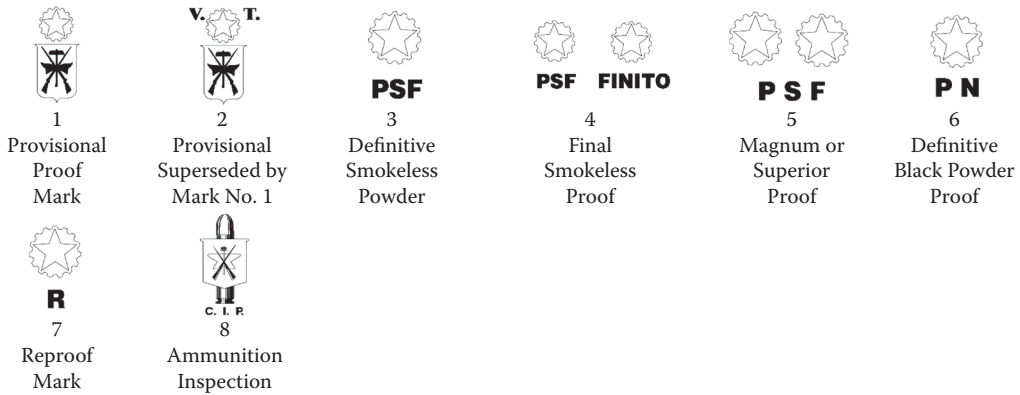 V. T.
PSF
PSF FINITO
P S F
P N
1
Provisional
Proof
Mark
2
Provisional
Superseded by
Mark No. 1
3
Definitive
Smokeless
Powder
4
Final
Smokeless
Proof
5
Magnum or
Superior
Proof
6
Definitive
Black Powder
Proof
R
7
Reproof
Mark
C. I. P.
8
Ammunition
Inspection